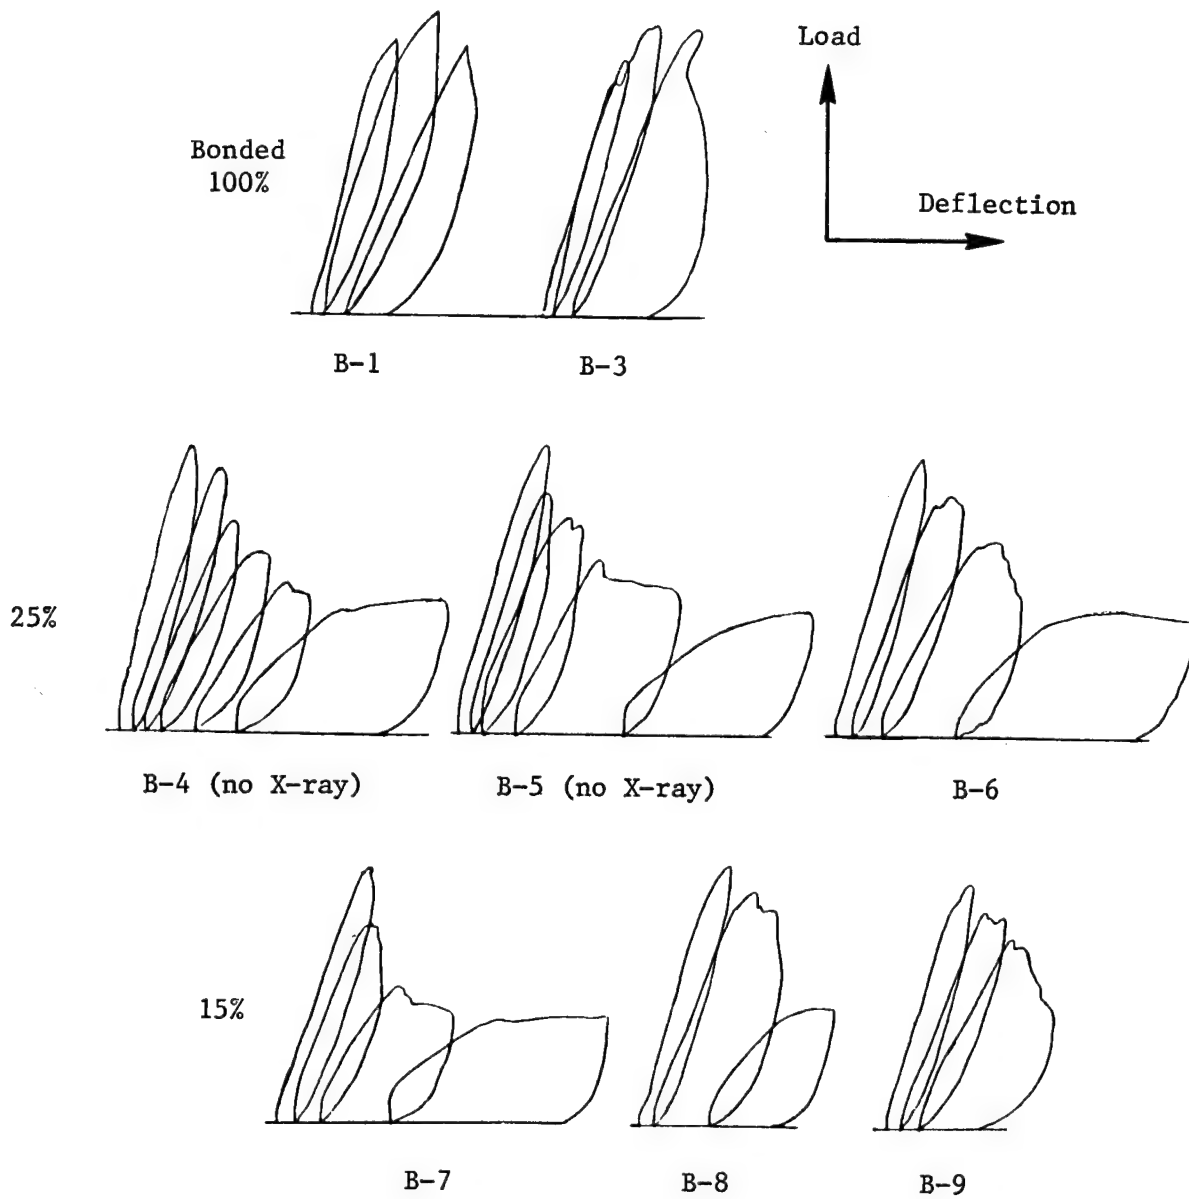 Load
Bonded
100%
Deflection
B-1
B-3
25%
B-4 (no X-ray)
B-5 (no X-ray)
B-6
15%
B-7
B-8
B-9